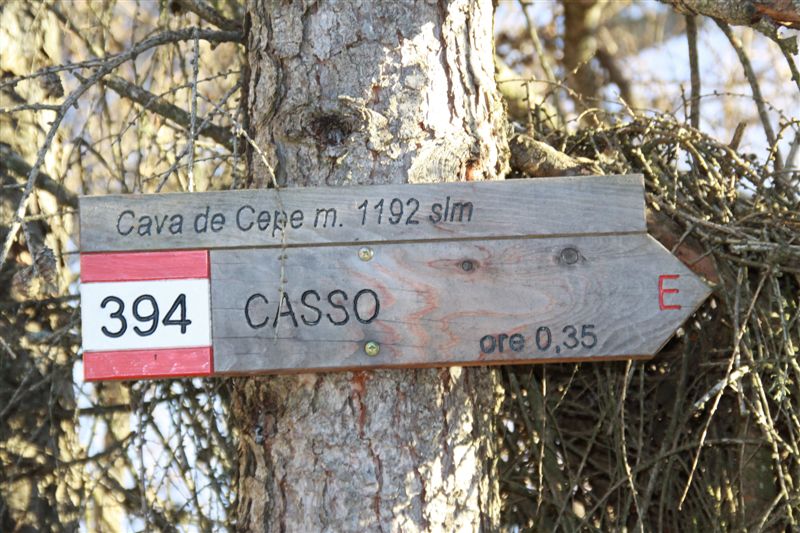 Cava de Cepe m. 1192 slm
394 CASSO E
ore 0,35